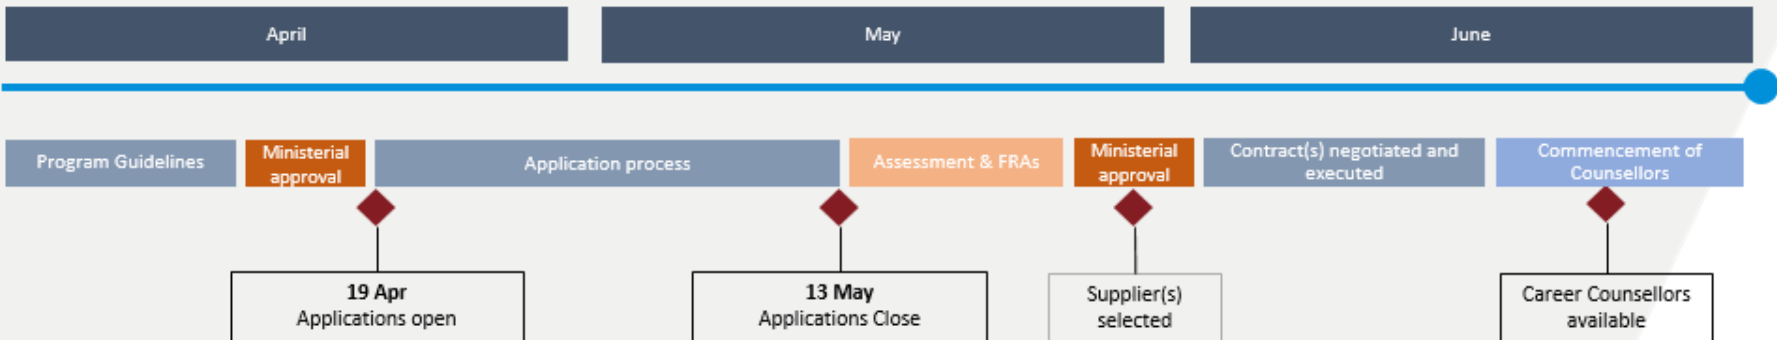 April
May
June
Program Guidelines
Ministerial
approval
Application process
Assessment & FRAs
Ministerial
approval
Contract(s) negotiated and
executed
Commencement of
Counsellors
19 Apr
Applications open
13 May
Applications Close
Supplier(s)
selected
Career Counsellors
available